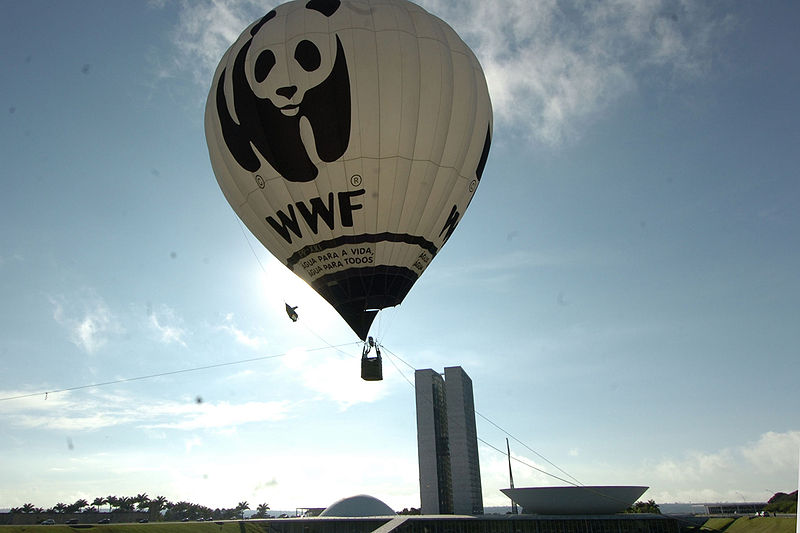 © ®
WWF
ÁGUA PARA A VIDA,
ÁGUA PARA TODOS